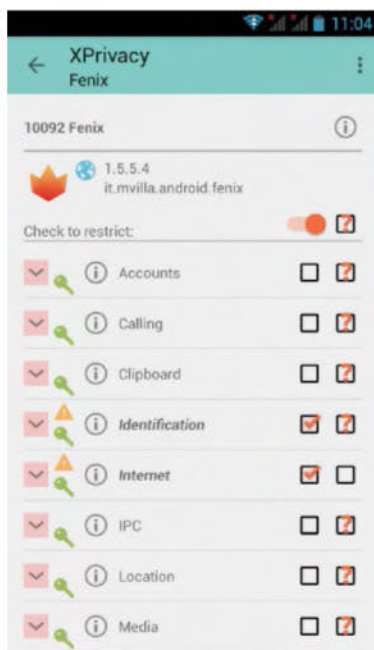 11:04
XPrivacy
Fenix
10092 Fenix
1.5.5.4
it.mvilla.android.fenix
Check to restrict:
?
Accounts ?
Calling ?
Clipboard ?
Identification ?
Internet
IPC ?
Location ?
Media ?